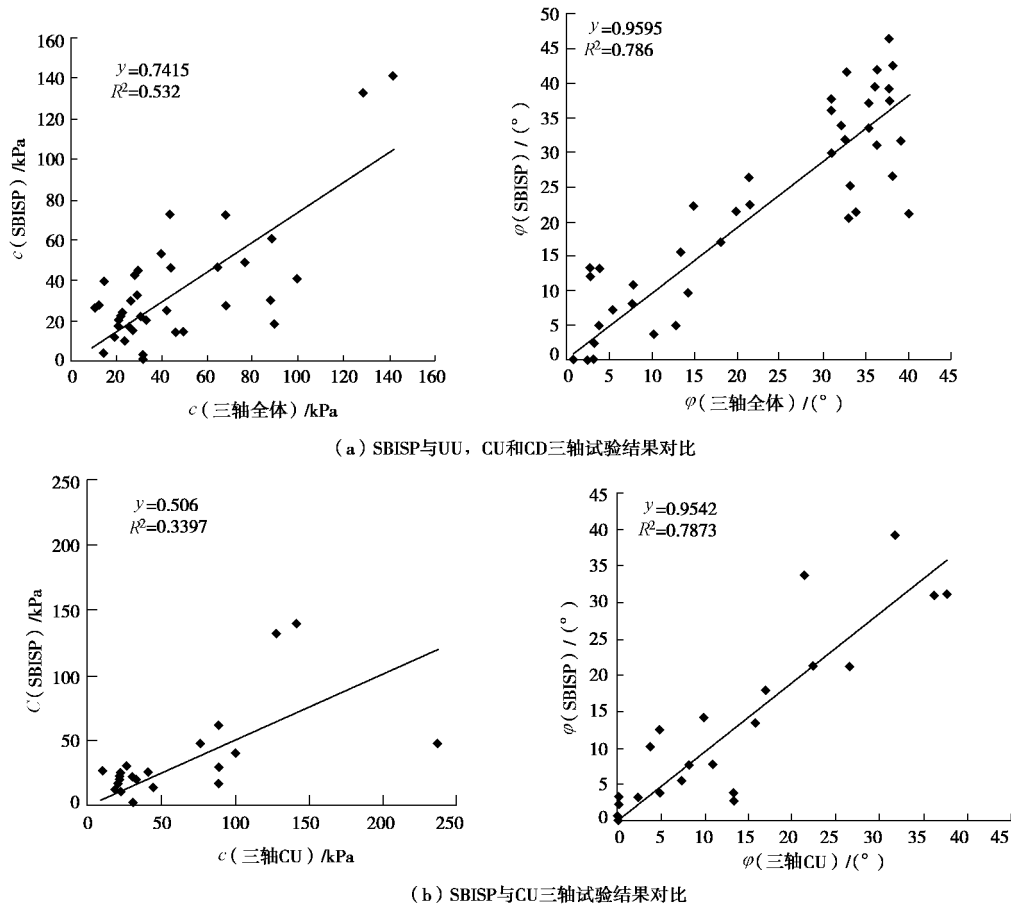 y=0.7415
R²=0.532
160
140
120
100
80
60
40
20
0
c(SBISP)/kPa
0 20 40 60 80 100 120 140 160
c(三轴全体)/kPa
y=0.9595
R²=0.786
50
45
40
35
30
25
20
15
10
5
0
φ(SBISP)/(°)
0 5 10 15 20 25 30 35 40 45
φ(三轴全体)/(°)
(a)SBISP与UU，CU和CD三轴试验结果对比
y=0.506
R²=0.3397
250
200
150
100
50
0
C(SBISP)/kPa
0 50 100 150 200 250
c(三轴CU)/kPa
y=0.9542
R²=0.7873
45
40
35
30
25
20
15
10
5
0
φ(SBISP)/(°)
0 5 10 15 20 25 30 35 40 45
φ(三轴CU)/(°)
(b)SBISP与CU三轴试验结果对比